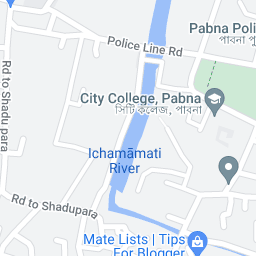 Pabna Poli
পাবনা পু
Police Line Rd
Rd to Shadu para
City College, Pabna
সিটি কলেজ, পাবনা
Ichamāmati
River
Rd to Shadupara
Mate Lists | Tips
For Blogger